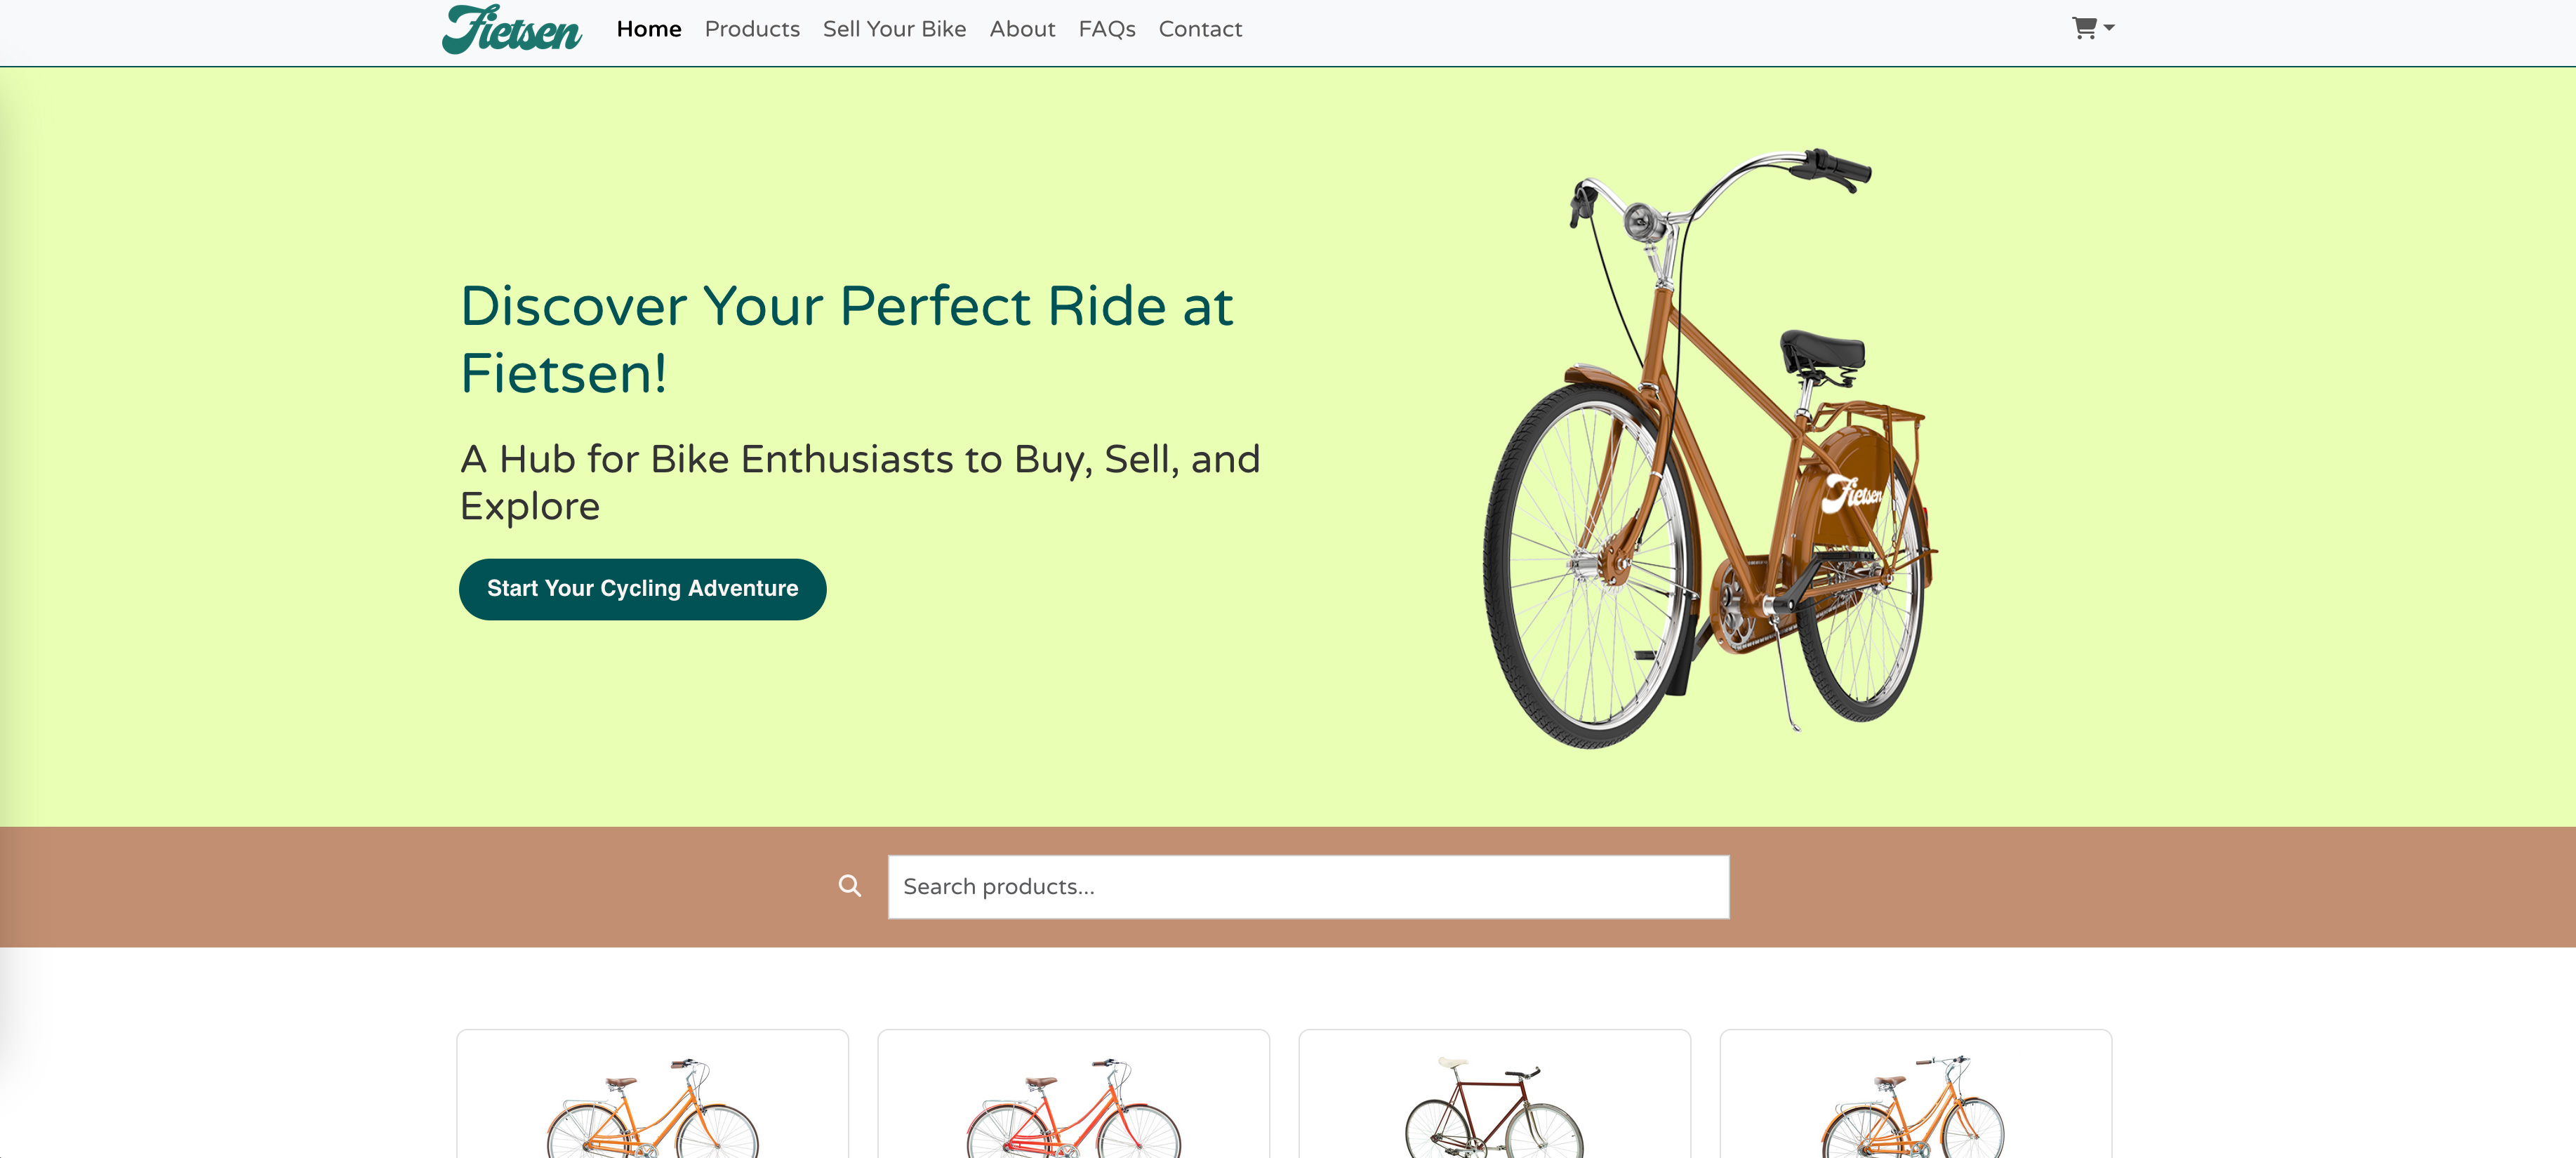 Fietsen
Home Products Sell Your Bike About FAQs Contact
Discover Your Perfect Ride at
Fietsen!
A Hub for Bike Enthusiasts to Buy, Sell, and
Explore
Start Your Cycling Adventure
Fietsen
Search products...